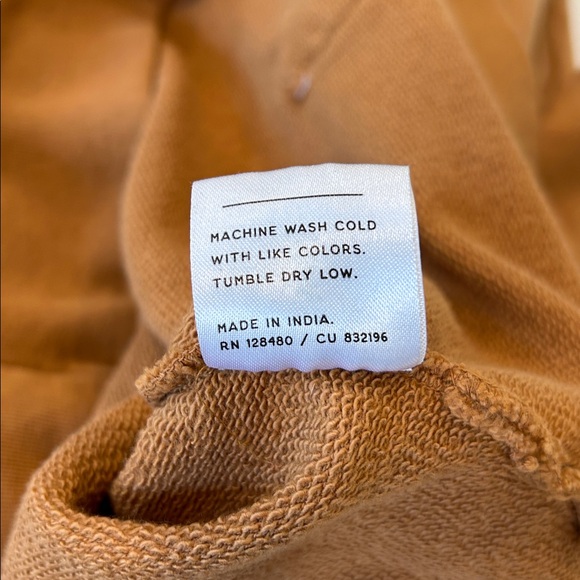 MACHINE WASH COLD
WITH LIKE COLORS.
TUMBLE DRY LOW.
MADE IN INDIA.
RN 128480 / CU 832196